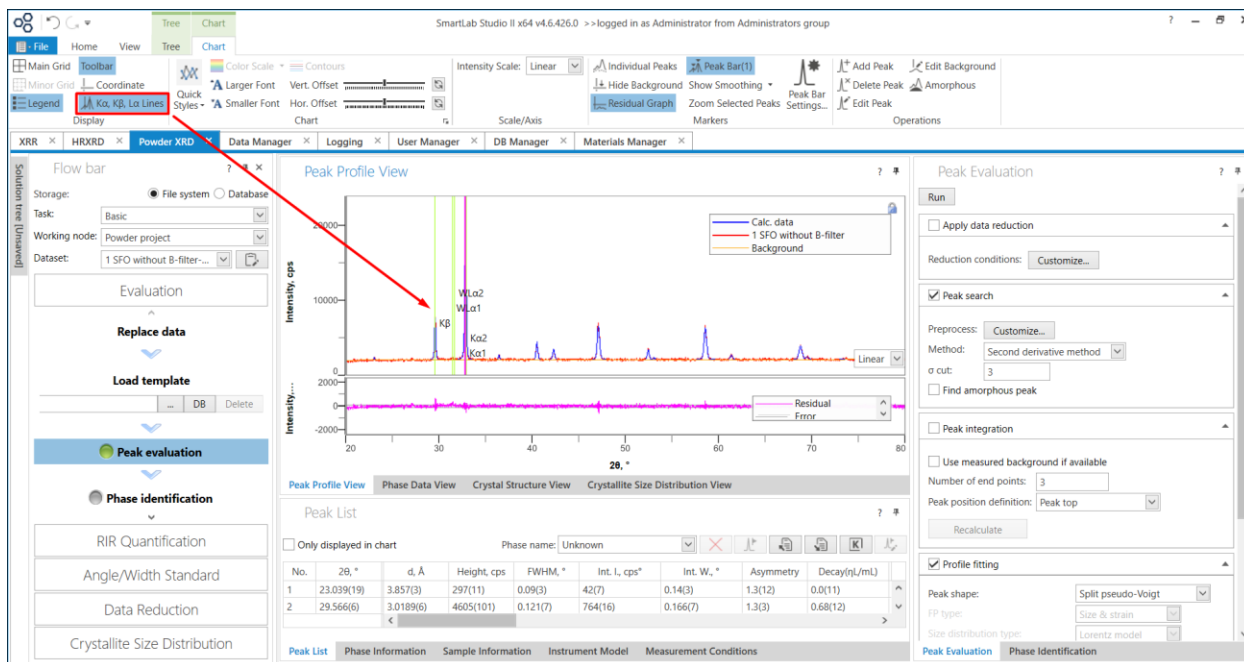 Tree Chart SmartLab Studio II x64 v4.6.426.0 >>logged in as Administrator from Administrators group ?
File Home View Tree Chart
Main Grid Toolbar Color Scale Contours Intensity Scale: Linear Individual Peaks Peak Bar(1) Add Peak Edit Background
Minor Grid Coordinate Larger Font Vert. Offset Hide Background Show Smoothing Delete Peak Amorphous
Legend Kα, Kβ, Lα Lines Quick Styles Smaller Font Hor. Offset Residual Graph Zoom Selected Peaks Peak Bar Settings... Edit Peak
Display Chart Scale/Axis Markers Operations
XRR HRXRD Powder XRD Data Manager Logging User Manager DB Manager Materials Manager
Solution tree [Unsaved]
Flow bar ?
Storage: File system Database
Task: Basic
Working node: Powder project
Dataset: 1 SFO without B-filter-...
Evaluation
Replace data
Load template
... DB Delete
Peak evaluation
Phase identification
RIR Quantification
Angle/Width Standard
Data Reduction
Crystallite Size Distribution
Peak Profile View ?
Calc. data
1 SFO without B-filter
Background
20000
10000
0
Intensity, cps
WLα2
WLα1
Kβ
Kα2
Kα1
Linear
2000
0
-2000
Intensity,...
Residual
Error
20 30 40 50 60 70 80
2θ, °
Peak Profile View Phase Data View Crystal Structure View Crystallite Size Distribution View
Peak List ?
Only displayed in chart Phase name: Unknown
No. 2θ, ° d, Å Height, cps FWHM, ° Int. I., cps° Int. W., ° Asymmetry Decay(ηL/mL)
1 23.039(19) 3.857(3) 297(11) 0.09(3) 42(7) 0.14(3) 1.3(12) 0.0(11)
2 29.566(6) 3.0189(6) 4605(101) 0.121(7) 764(16) 0.166(7) 1.3(3) 0.68(12)
Peak List Phase Information Sample Information Instrument Model Measurement Conditions
Peak Evaluation ?
Run
Apply data reduction
Reduction conditions: Customize...
Peak search
Preprocess: Customize...
Method: Second derivative method
σ cut: 3
Find amorphous peak
Peak integration
Use measured background if available
Number of end points: 3
Peak position definition: Peak top
Recalculate
Profile fitting
Peak shape: Split pseudo-Voigt
FP type: Size & strain
Size distribution type: Lorentz model
Peak Evaluation Phase Identification